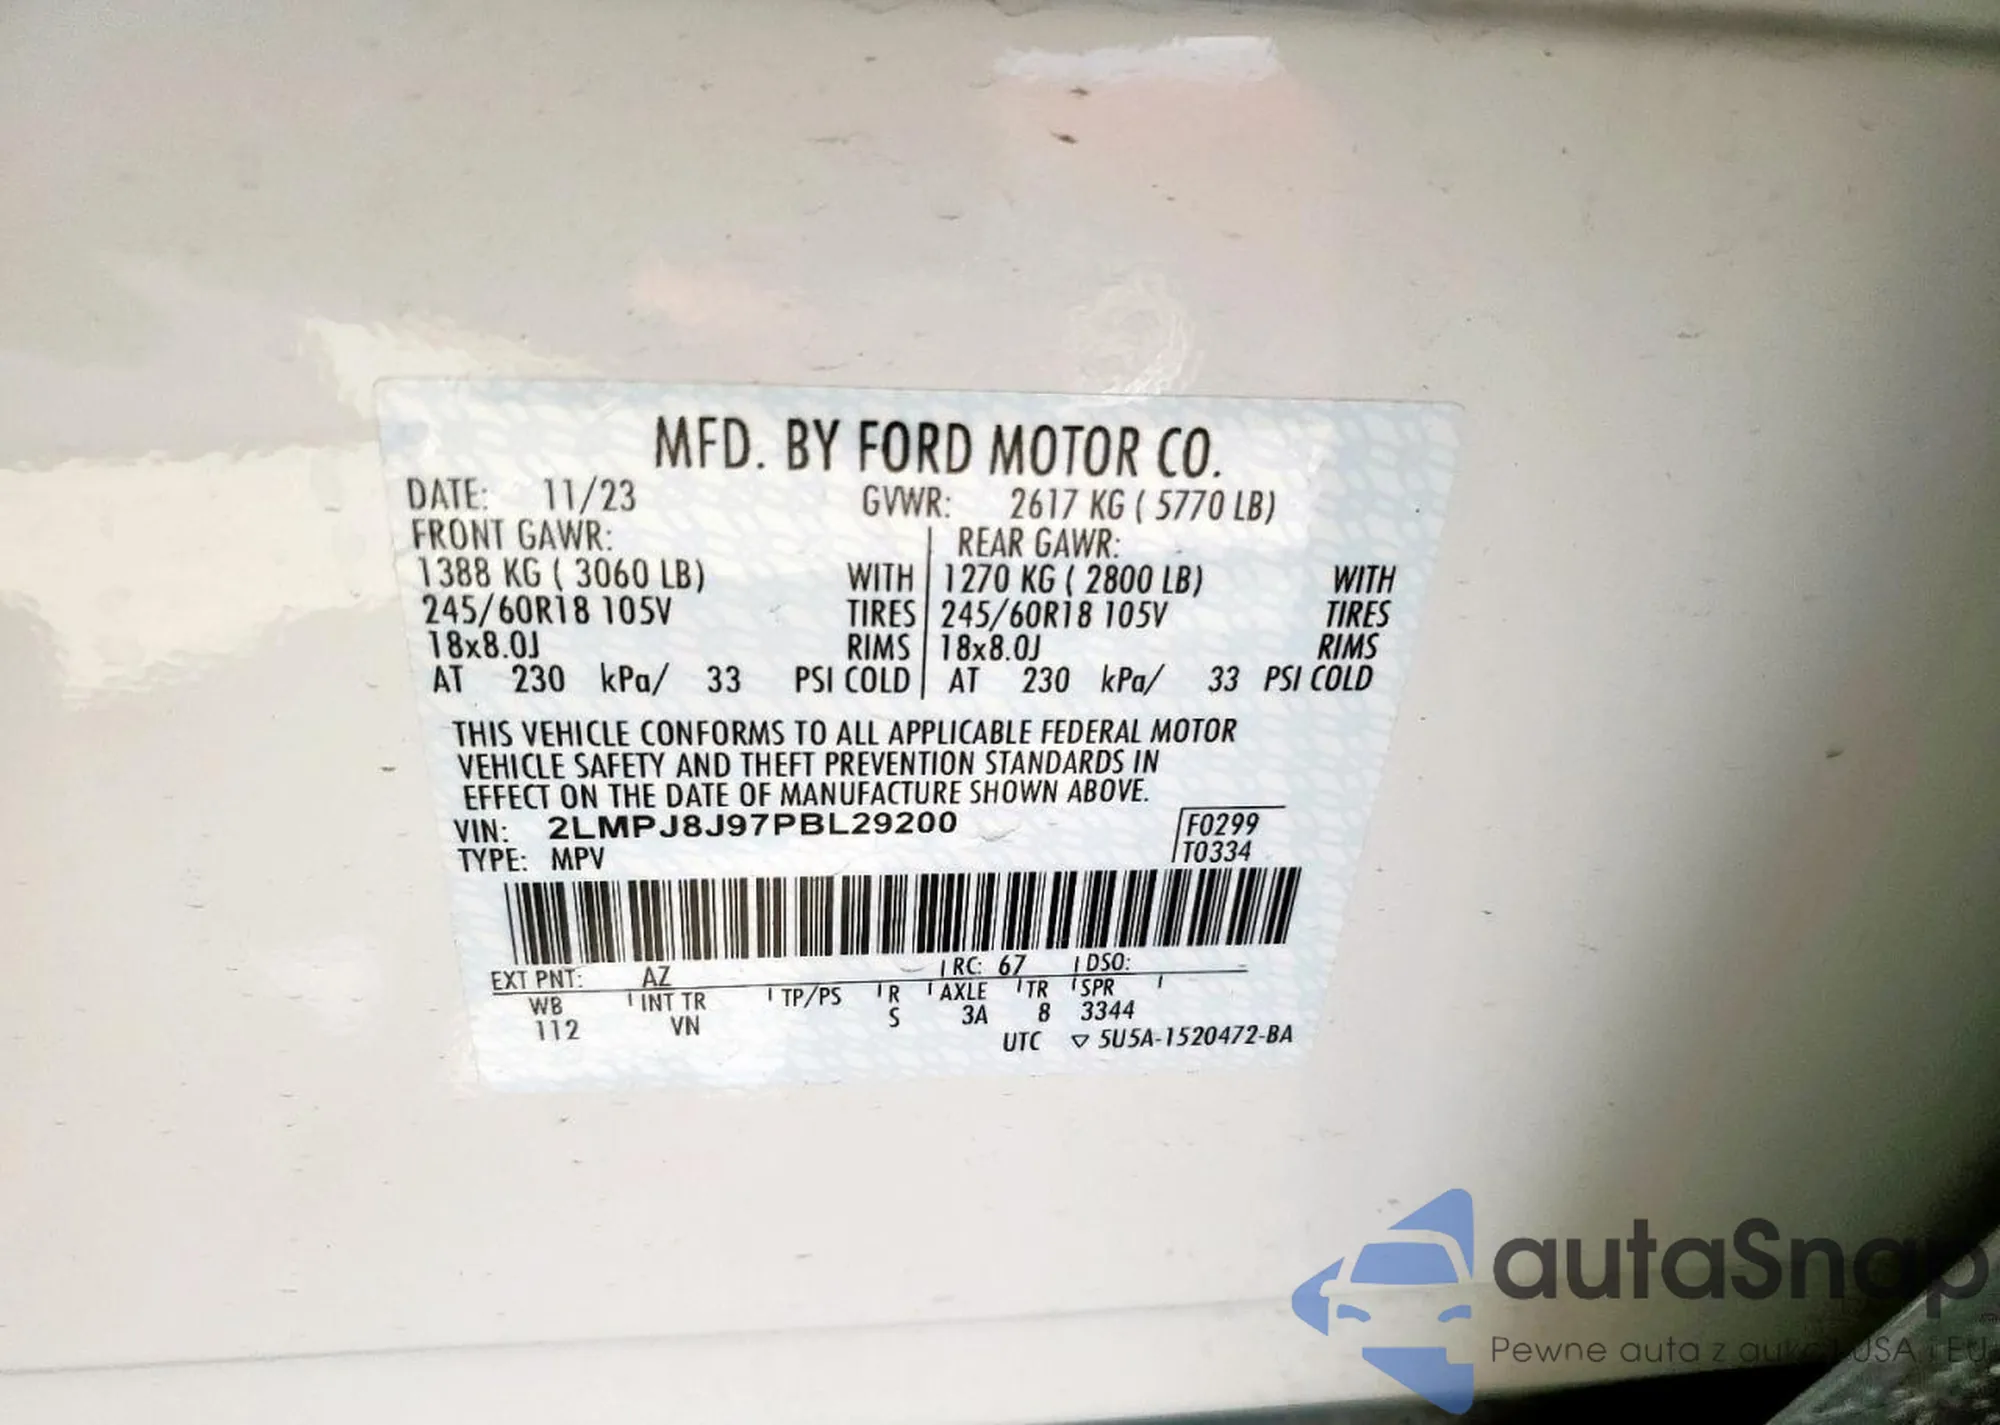 MFD. BY FORD MOTOR CO.
DATE: 11/23 GVWR: 2617 KG ( 5770 LB)
FRONT GAWR: REAR GAWR:
1388 KG ( 3060 LB) WITH 1270 KG ( 2800 LB) WITH
245/60R18 105V TIRES 245/60R18 105V TIRES
18x8.0J RIMS 18x8.0J RIMS
AT 230 kPa/ 33 PSI COLD AT 230 kPa/ 33 PSI COLD
THIS VEHICLE CONFORMS TO ALL APPLICABLE FEDERAL MOTOR
VEHICLE SAFETY AND THEFT PREVENTION STANDARDS IN
EFFECT ON THE DATE OF MANUFACTURE SHOWN ABOVE.
VIN: 2LMPJ8J97PBL29200 F0299
TYPE: MPV T0334
EXT PNT: AZ RC: 67 DSO:
WB INT TR TP/PS R AXLE TR SPR
112 VN S 3A 8 3344
UTC ▽ 5U5A-1520472-BA
autaSnap
Pewne auta z aukcji USA i EU